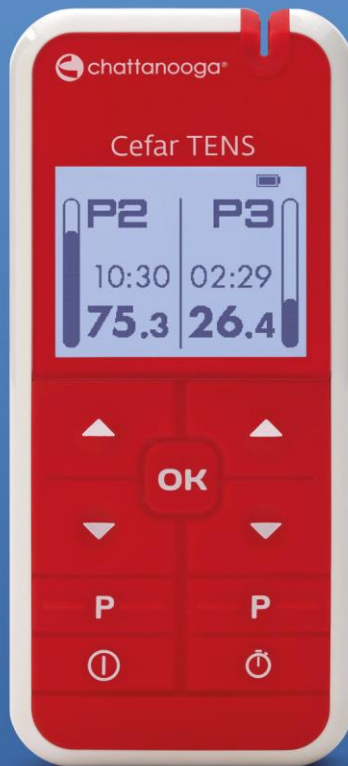 chattanooga®
Cefar TENS
P2 P3
10:30 02:29
75.3 26.4
OK
P P